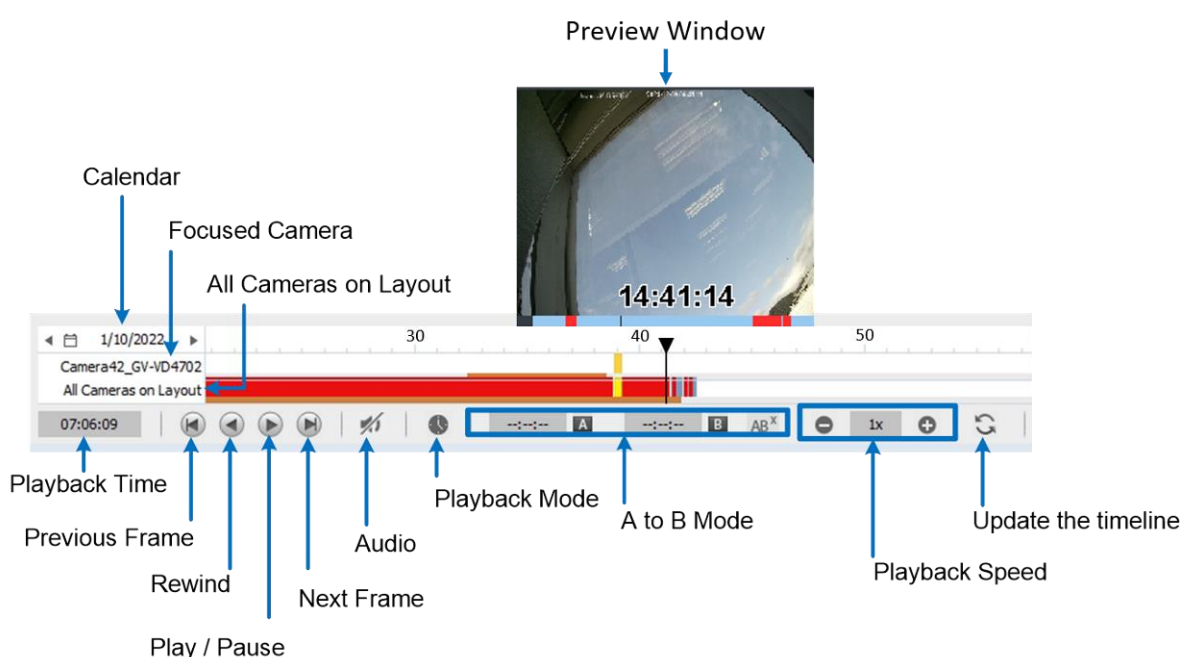 Preview Window
14:41:14
Calendar
Focused Camera
All Cameras on Layout
1/10/2022
30
40
50
Camera42_GV-VD4702
All Cameras on Layout
07:06:09
--:--:--
A
--:--:--
B
ABX
1x
Playback Time
Previous Frame
Rewind
Play / Pause
Next Frame
Audio
Playback Mode
A to B Mode
Playback Speed
Update the timeline